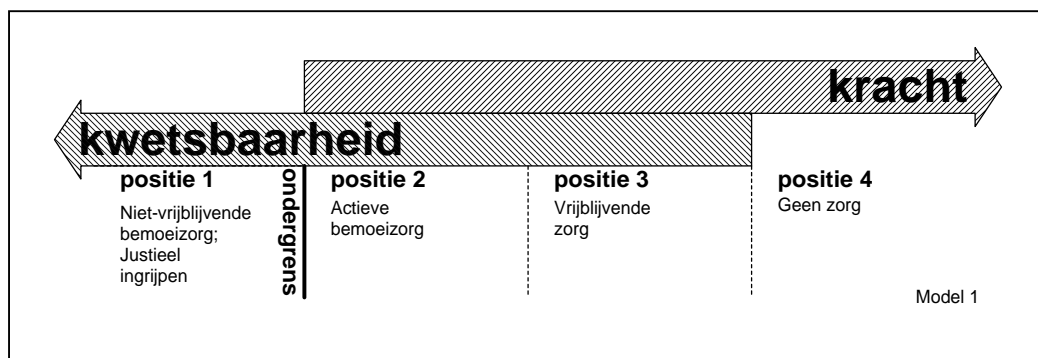 kracht
kwetsbaarheid
positie 1
Niet-vrijblijvende
bemoeizorg;
Justieel
ingrijpen
ondergrens
positie 2
Actieve
bemoeizorg
positie 3
Vrijblijvende
zorg
positie 4
Geen zorg
Model 1